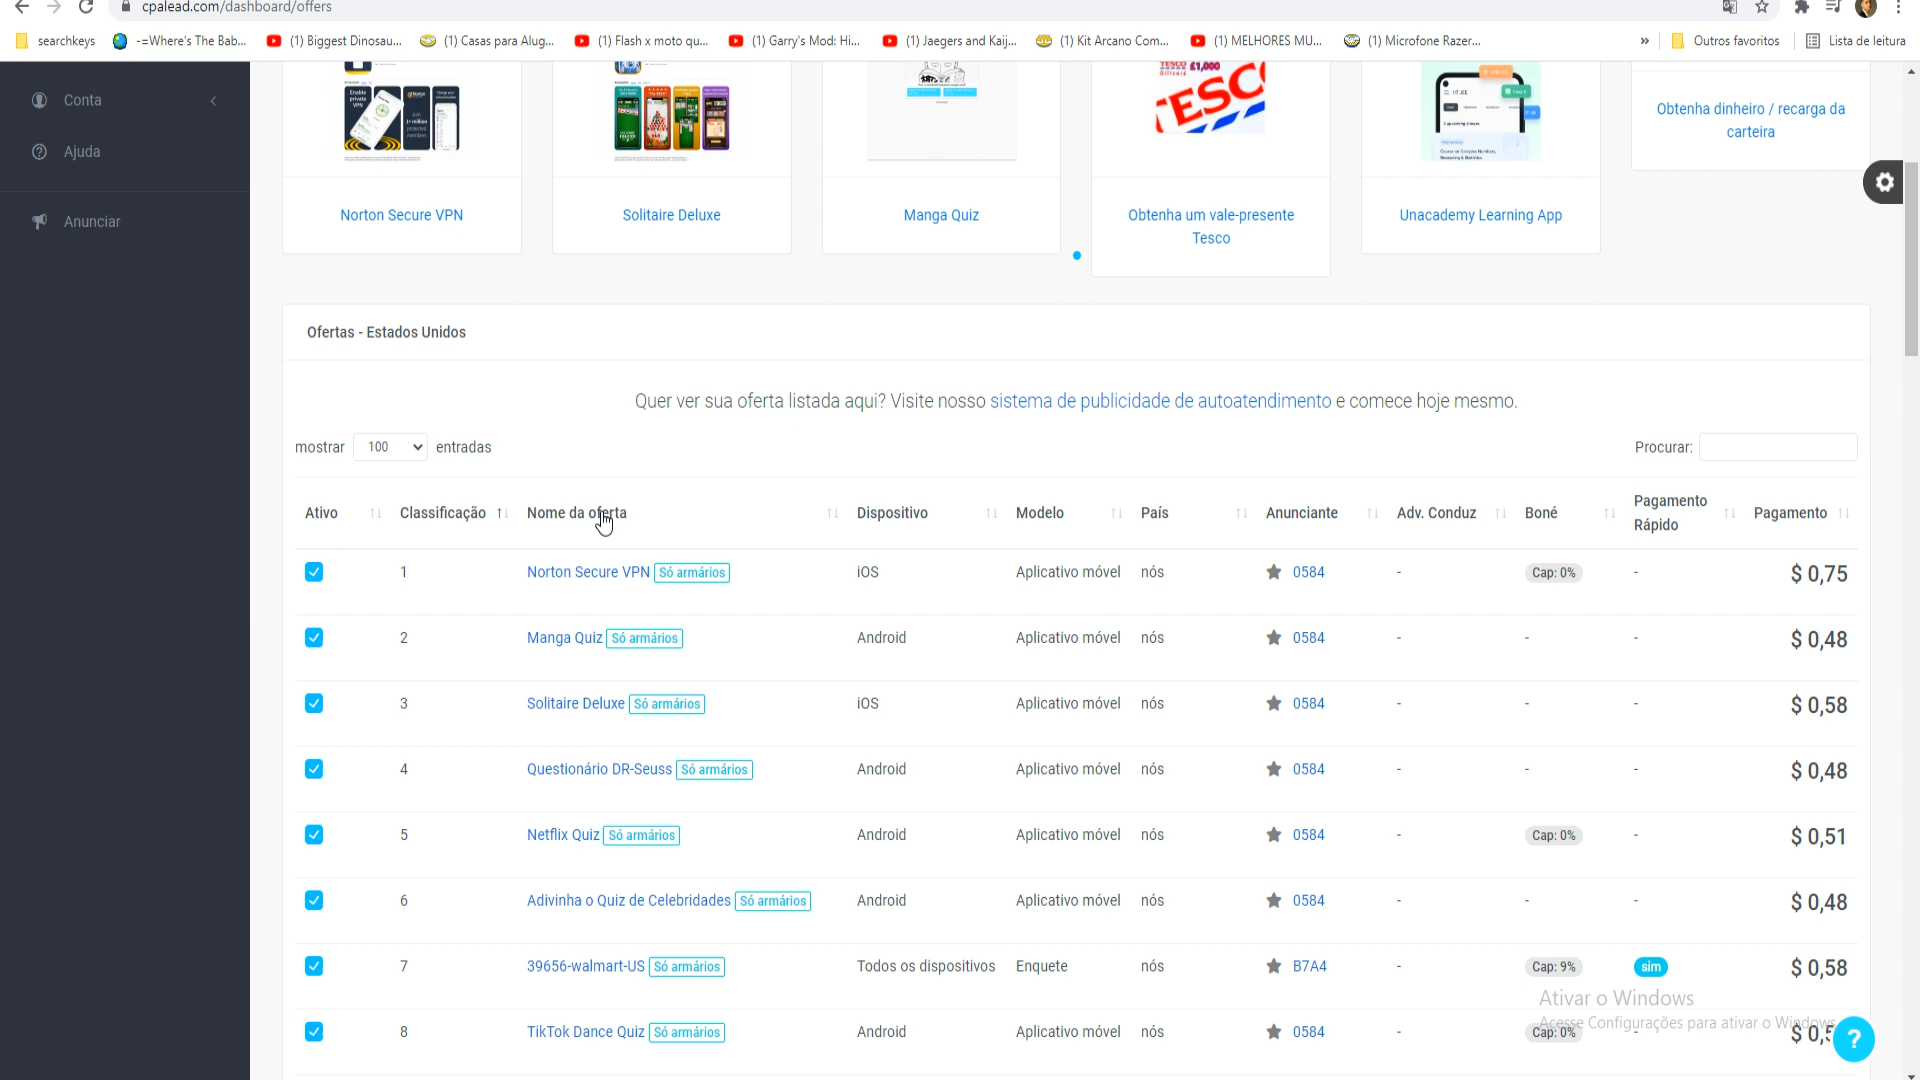 cpalead.com/dashboard/offers
searchkeys
-=Where's The Bab...
(1) Biggest Dinosau...
(1) Casas para Alug...
(1) Flash x moto qu...
(1) Garry's Mod: Hi...
(1) Jaegers and Kaij...
(1) Kit Arcano Com...
(1) MELHORES MU...
(1) Microfone Razer...
»
Outros favoritos
Lista de leitura
Conta
Ajuda
Anunciar
TESCO £1,000
TESCO
Norton Secure VPN
Solitaire Deluxe
Manga Quiz
Obtenha um vale-presente
Tesco
Unacademy Learning App
Obtenha dinheiro / recarga da
carteira
Ofertas - Estados Unidos
Quer ver sua oferta listada aqui? Visite nosso sistema de publicidade de autoatendimento e comece hoje mesmo.
mostrar 100 entradas
Procurar:
Ativo Classificação Nome da oferta Dispositivo Modelo País Anunciante Adv. Conduz Boné Pagamento Rápido Pagamento
1 Norton Secure VPN Só armários iOS Aplicativo móvel nós 0584 - Cap: 0% - $ 0,75
2 Manga Quiz Só armários Android Aplicativo móvel nós 0584 - - - $ 0,48
3 Solitaire Deluxe Só armários iOS Aplicativo móvel nós 0584 - - - $ 0,58
4 Questionário DR-Seuss Só armários Android Aplicativo móvel nós 0584 - - - $ 0,48
5 Netflix Quiz Só armários Android Aplicativo móvel nós 0584 - Cap: 0% - $ 0,51
6 Adivinha o Quiz de Celebridades Só armários Android Aplicativo móvel nós 0584 - - - $ 0,48
7 39656-walmart-US Só armários Todos os dispositivos Enquete nós B7A4 - Cap: 9% sim $ 0,58
Ativar o Windows
Acesse Configurações para ativar o Windows
8 TikTok Dance Quiz Só armários Android Aplicativo móvel nós 0584 - Cap: 0% - $ 0,5
?